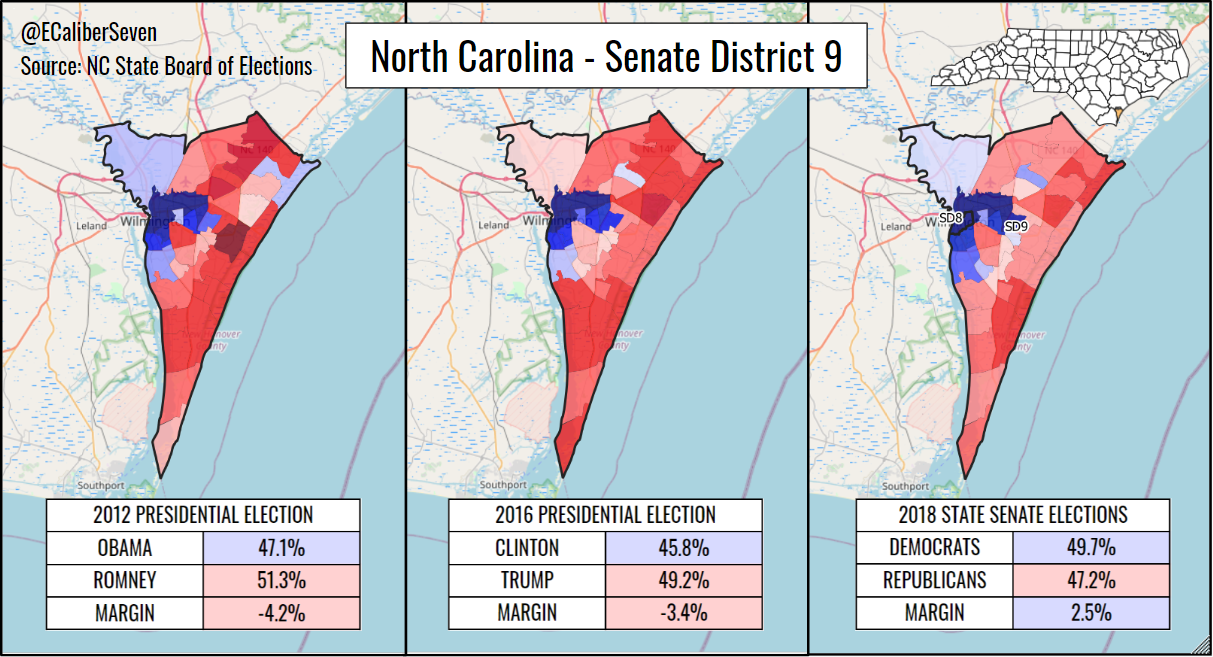 @ECaliberSeven
Source: NC State Board of Elections
North Carolina - Senate District 9
NC 140
Leland
Wilmington
Southport
2012 PRESIDENTIAL ELECTION
OBAMA 47.1%
ROMNEY 51.3%
MARGIN -4.2%
NC 140
Leland
Southport
2016 PRESIDENTIAL ELECTION
CLINTON 45.8%
TRUMP 49.2%
MARGIN -3.4%
NC 140
SD8
SD9
Leland
Southport
2018 STATE SENATE ELECTIONS
DEMOCRATS 49.7%
REPUBLICANS 47.2%
MARGIN 2.5%